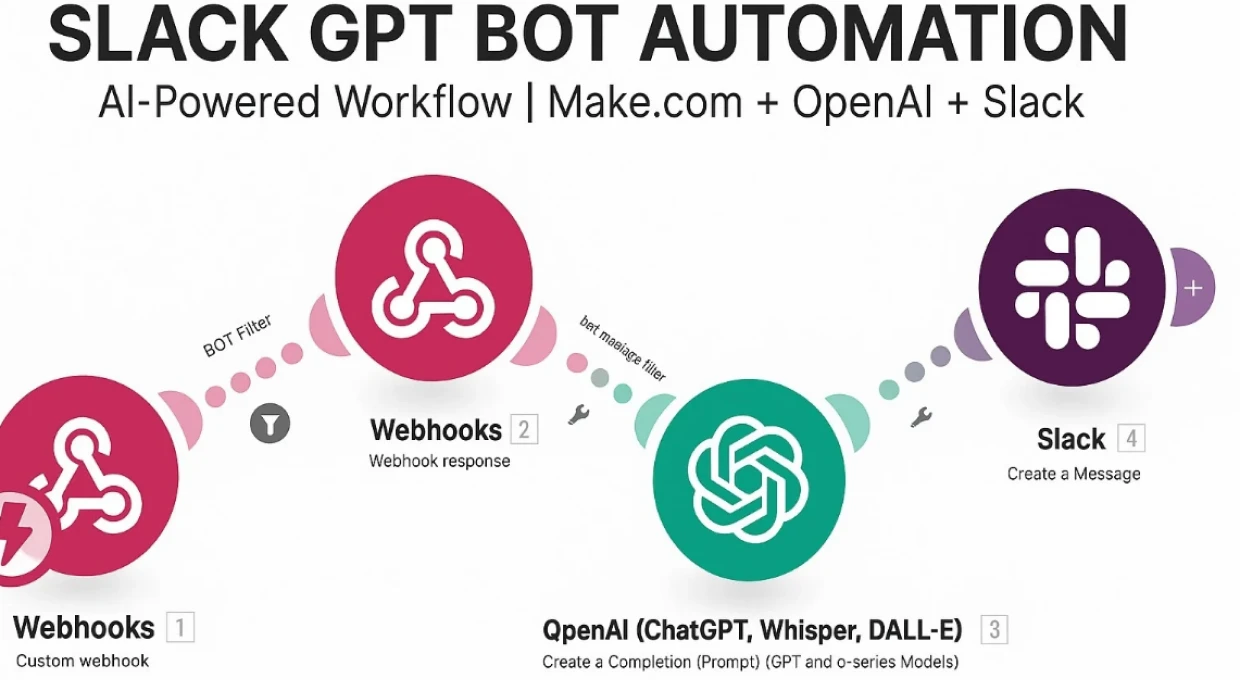 SLACK GPT BOT AUTOMATION
AI-Powered Workflow | Make.com + OpenAI + Slack
BOT Filter
bot massage filter
Webhooks 2
Webhook response
Slack 4
Create a Message
Webhooks 1
Custom webhook
QpenAI (ChatGPT, Whisper, DALL-E) 3
Create a Completion (Prompt) (GPT and o-series Models)